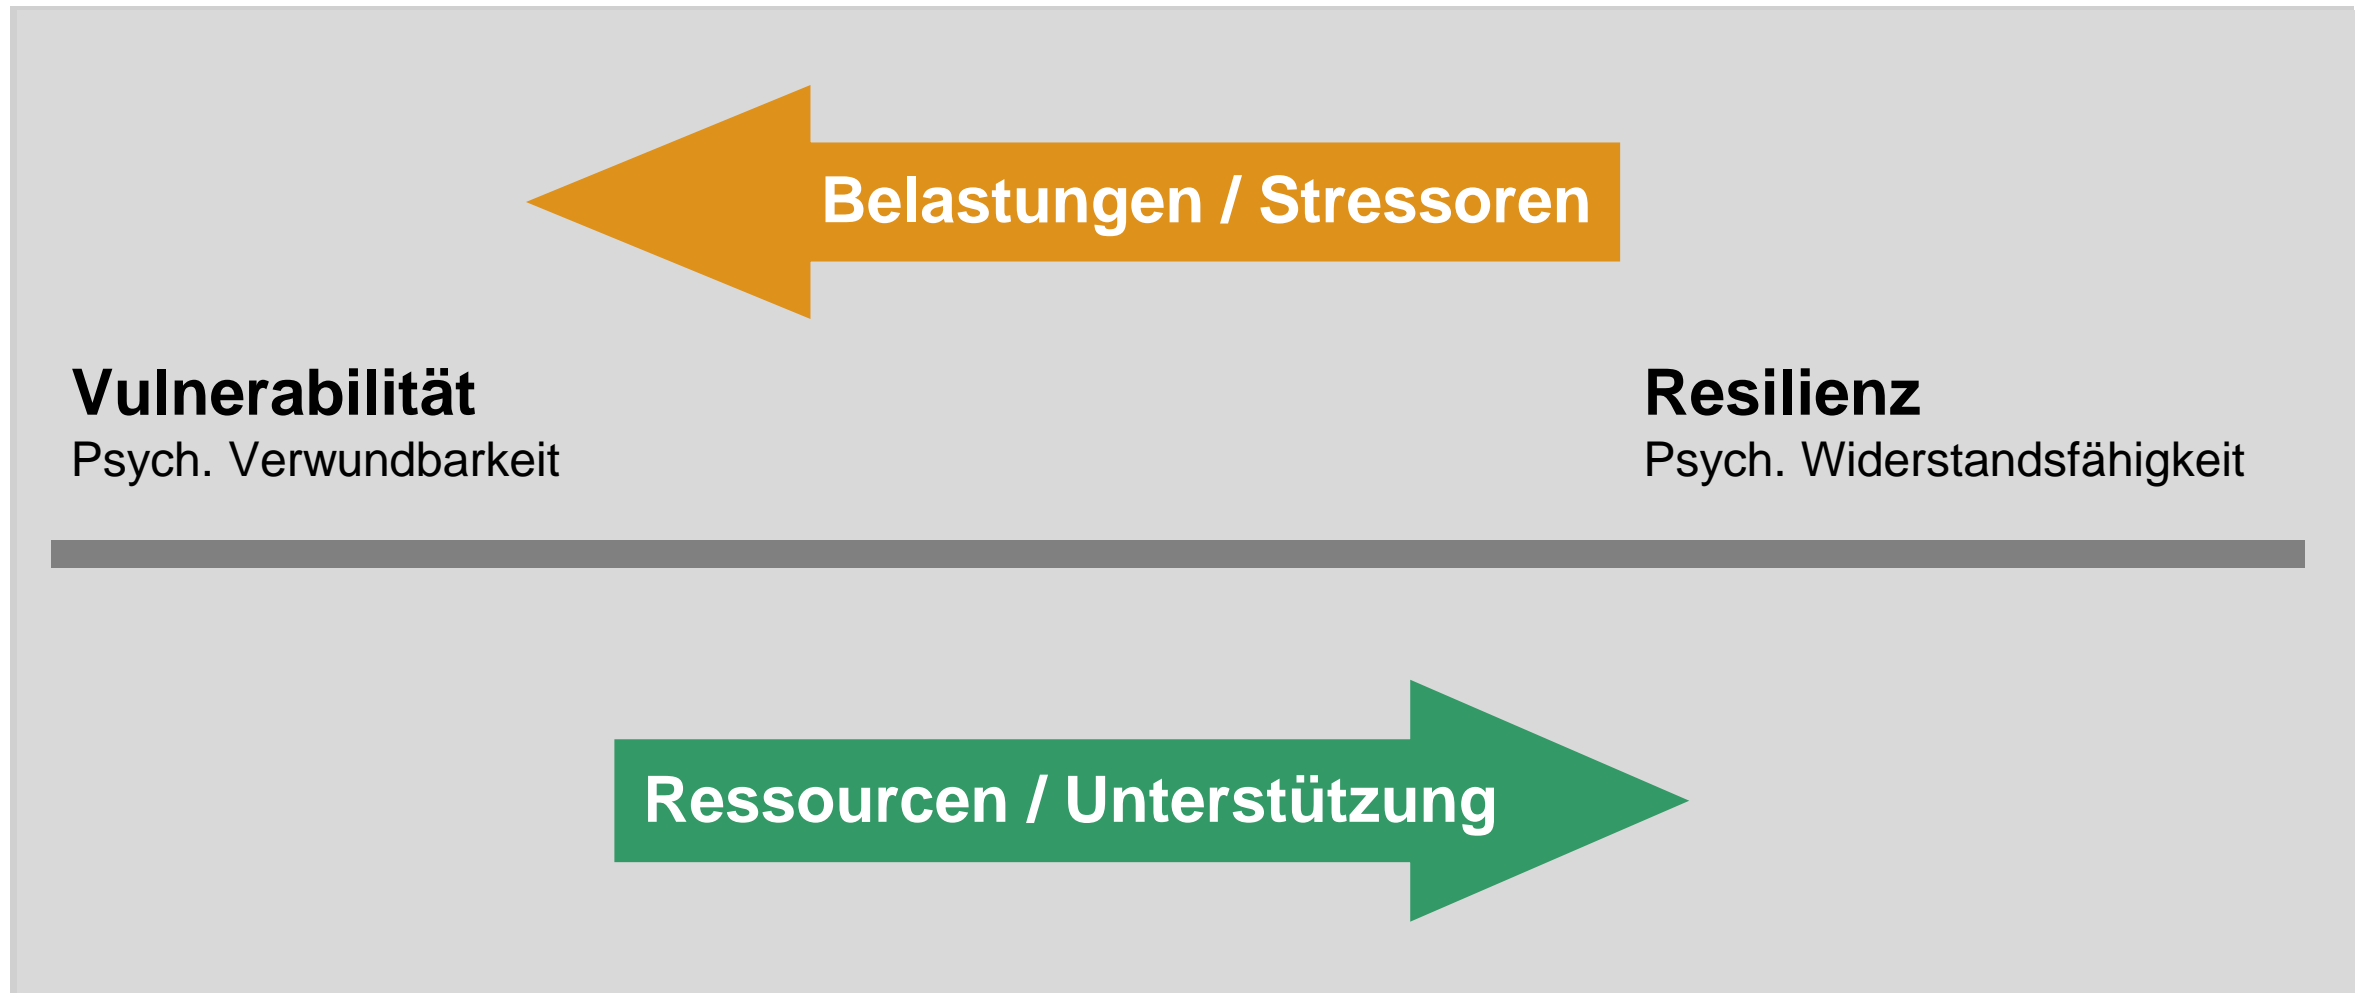 Belastungen / Stressoren
Vulnerabilität
Psych. Verwundbarkeit
Resilienz
Psych. Widerstandsfähigkeit
Ressourcen / Unterstützung